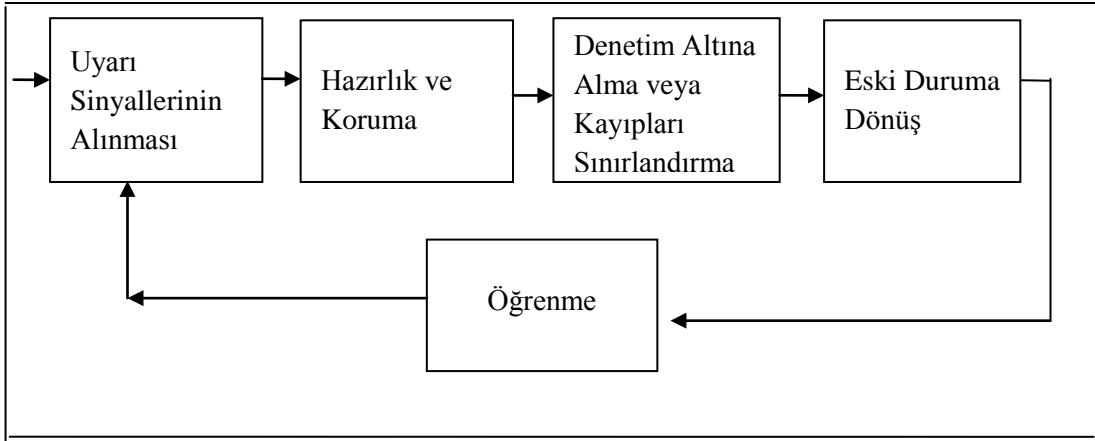 Uyarı
Sinyallerinin
Alınması
Hazırlık ve
Koruma
Denetim Altına
Alma veya
Kayıpları
Sınırlandırma
Eski Duruma
Dönüş
Öğrenme